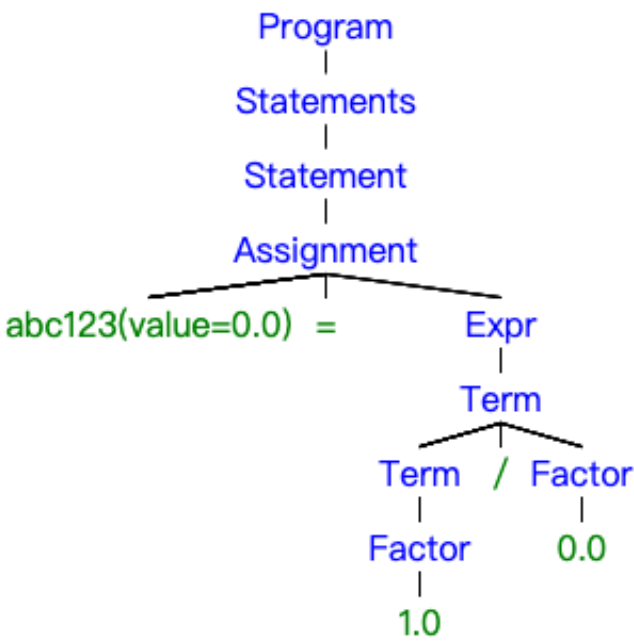 Program
Statements
Statement
Assignment
abc123(value=0.0) = Expr
Term
Term / Factor
Factor 0.0
1.0